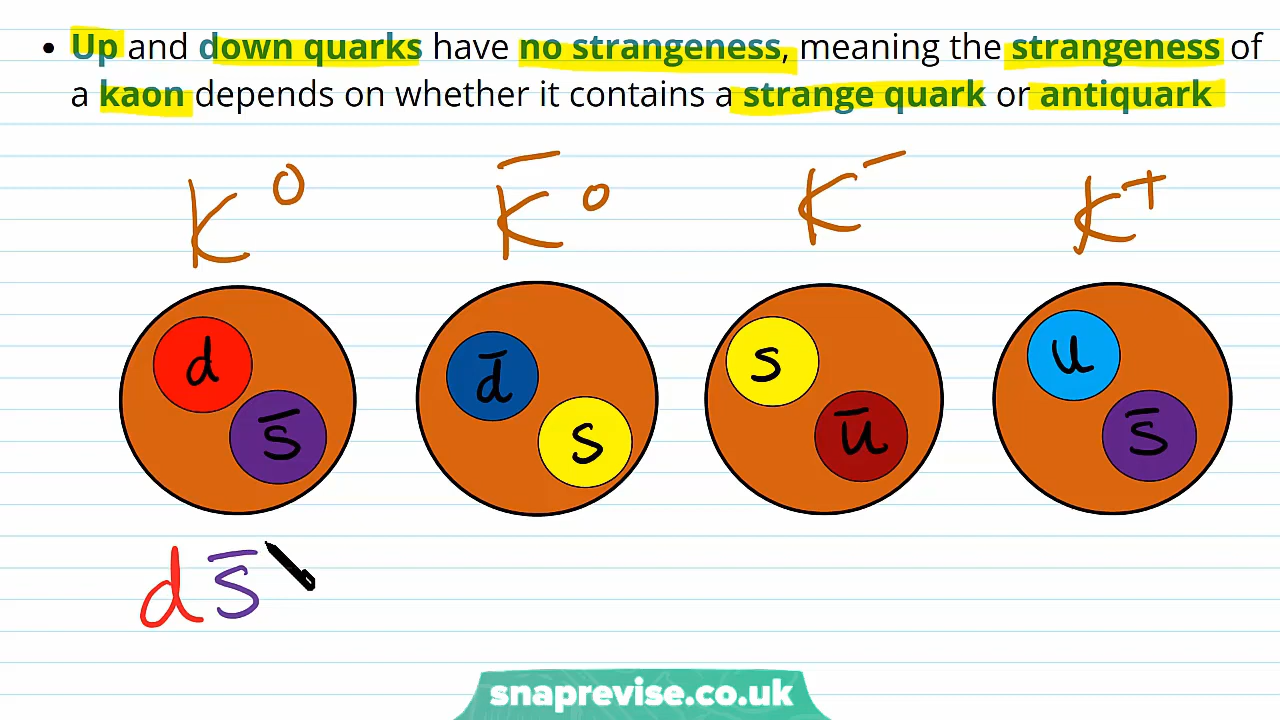 • Up and down quarks have no strangeness, meaning the strangeness of
a kaon depends on whether it contains a strange quark or antiquark
K⁰ K̅⁰ K⁻ K⁺
d s̅ d̅ s s u̅ u s̅
d s̅
snaprevise.co.uk